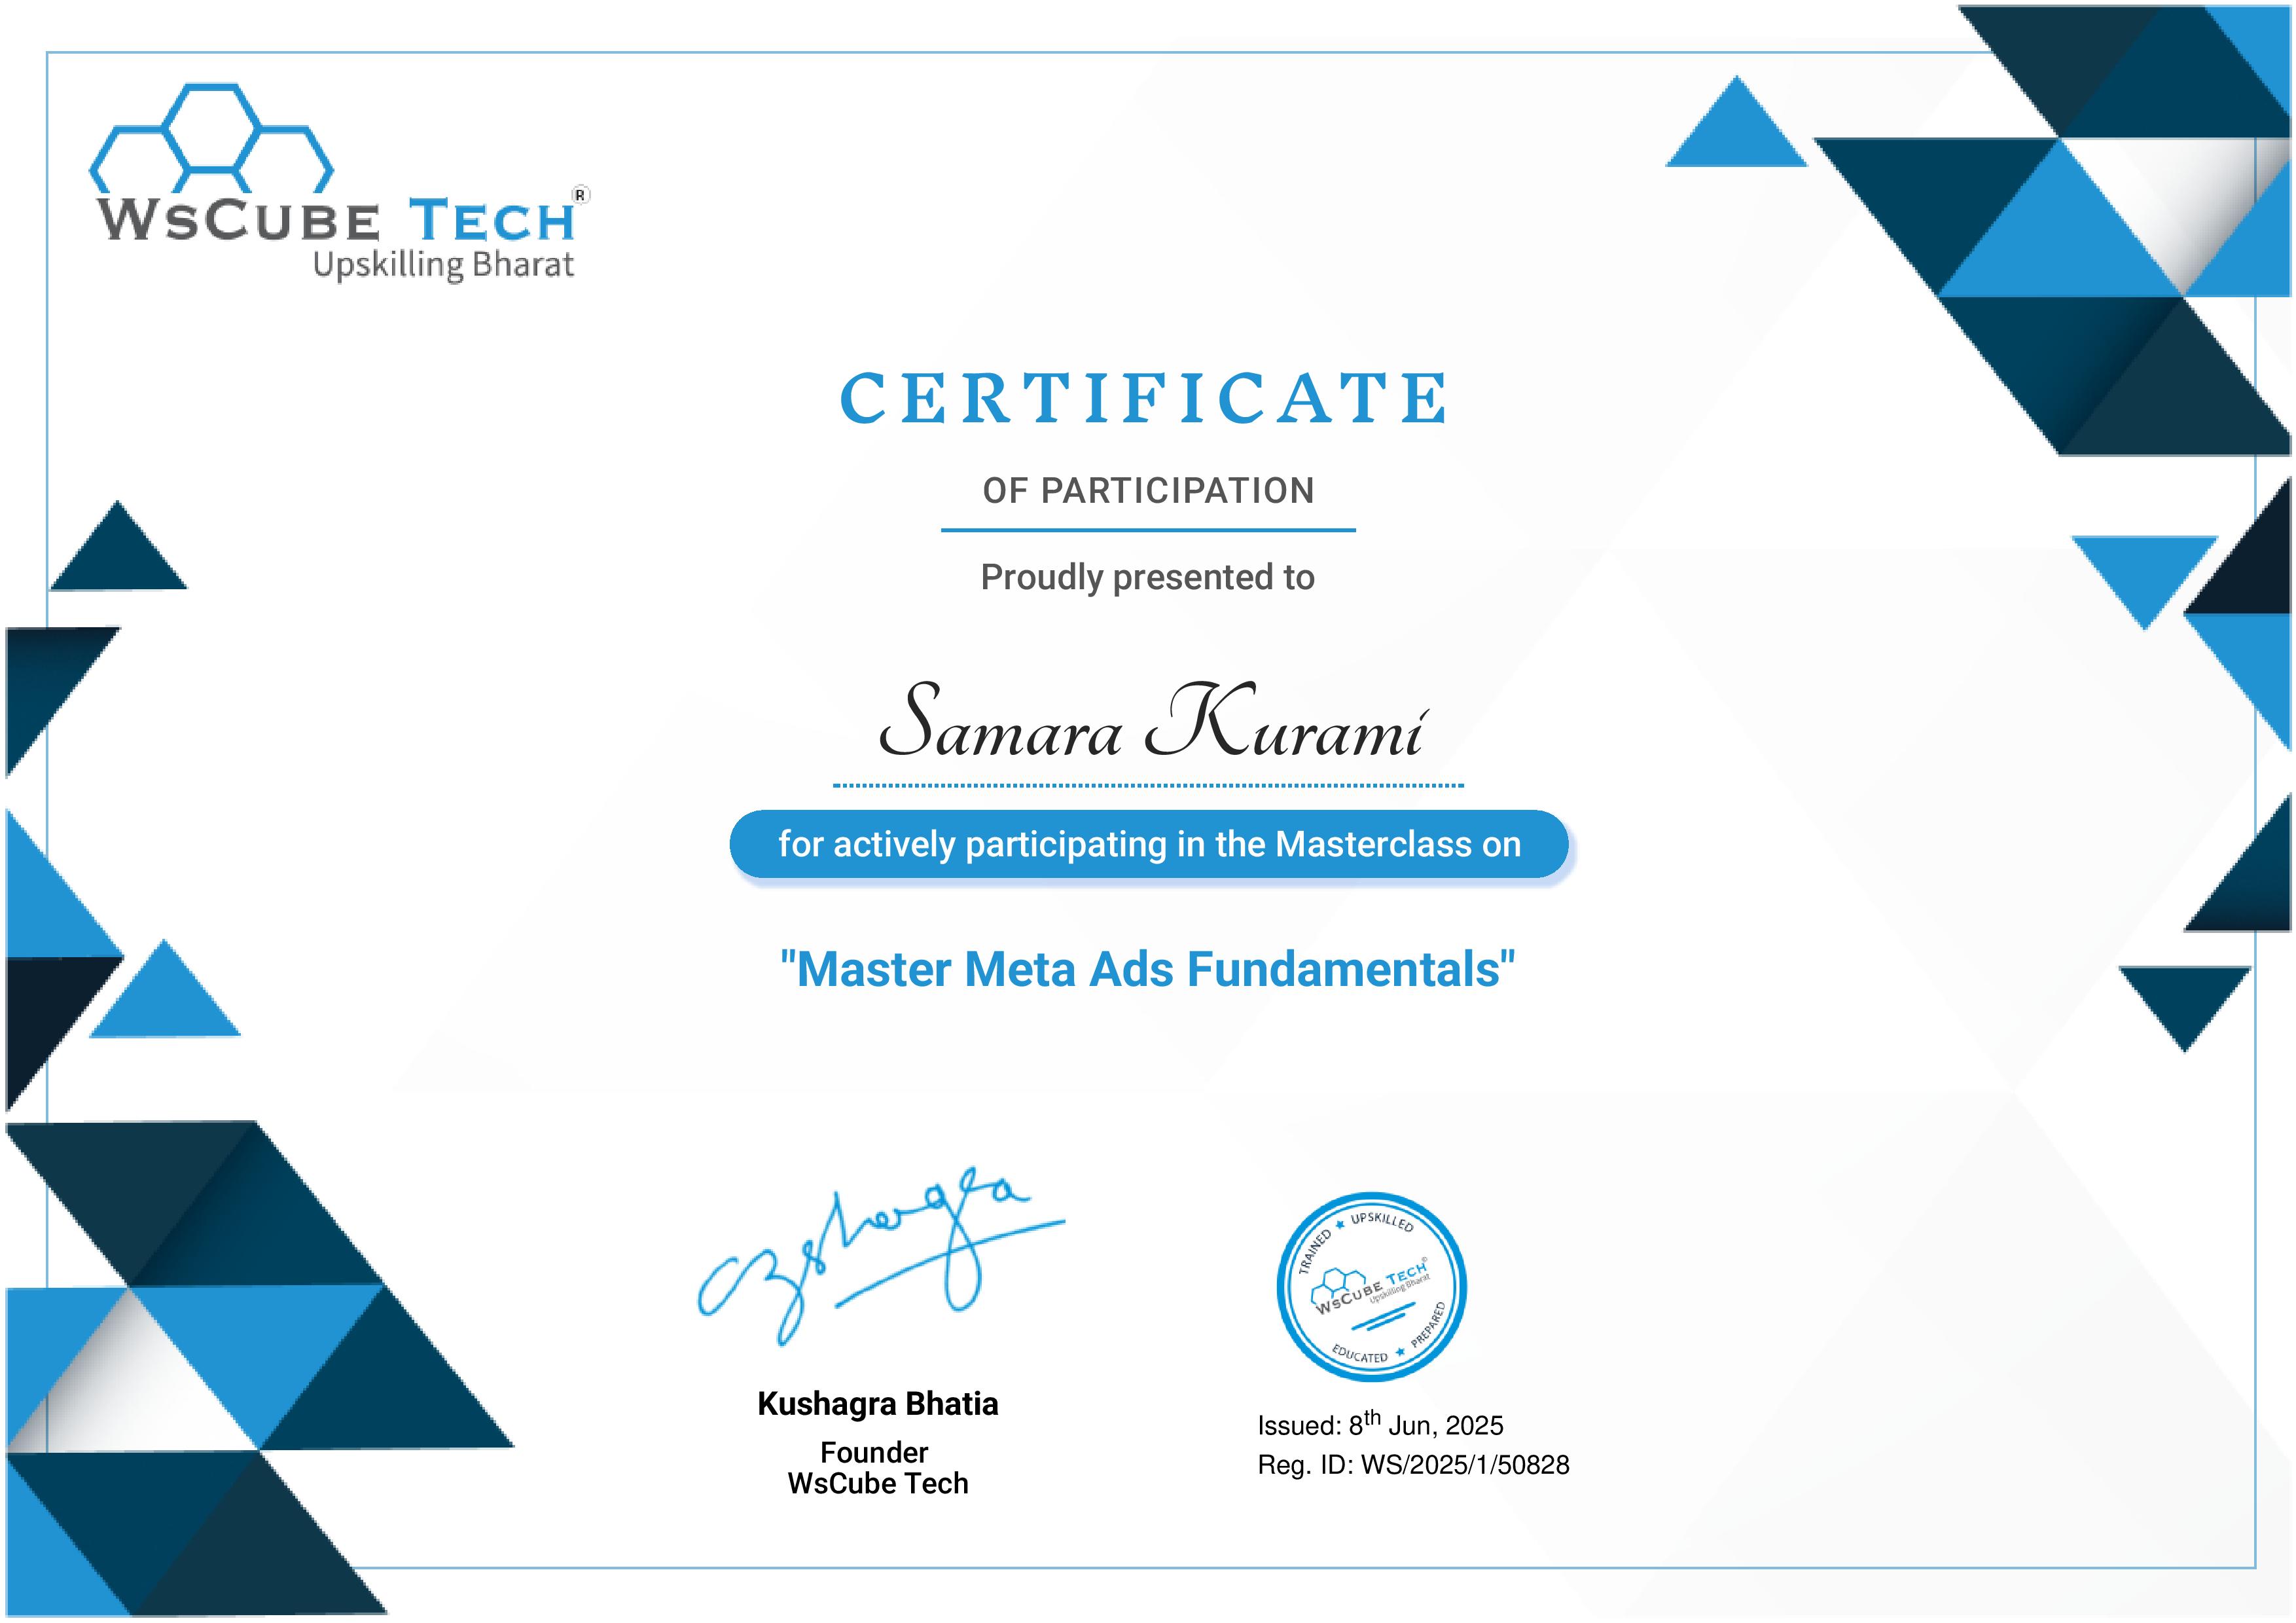 WSCUBE TECH®
Upskilling Bharat
CERTIFICATE
OF PARTICIPATION
Proudly presented to
Samara Kurami
for actively participating in the Masterclass on
"Master Meta Ads Fundamentals"
Kushagra
Kushagra Bhatia
Founder
WsCube Tech
TRAINED ★ UPSKILLED
WSCUBE TECH®
Upskilling Bharat
EDUCATED ★ PREPARED
Issued: 8th Jun, 2025
Reg. ID: WS/2025/1/50828